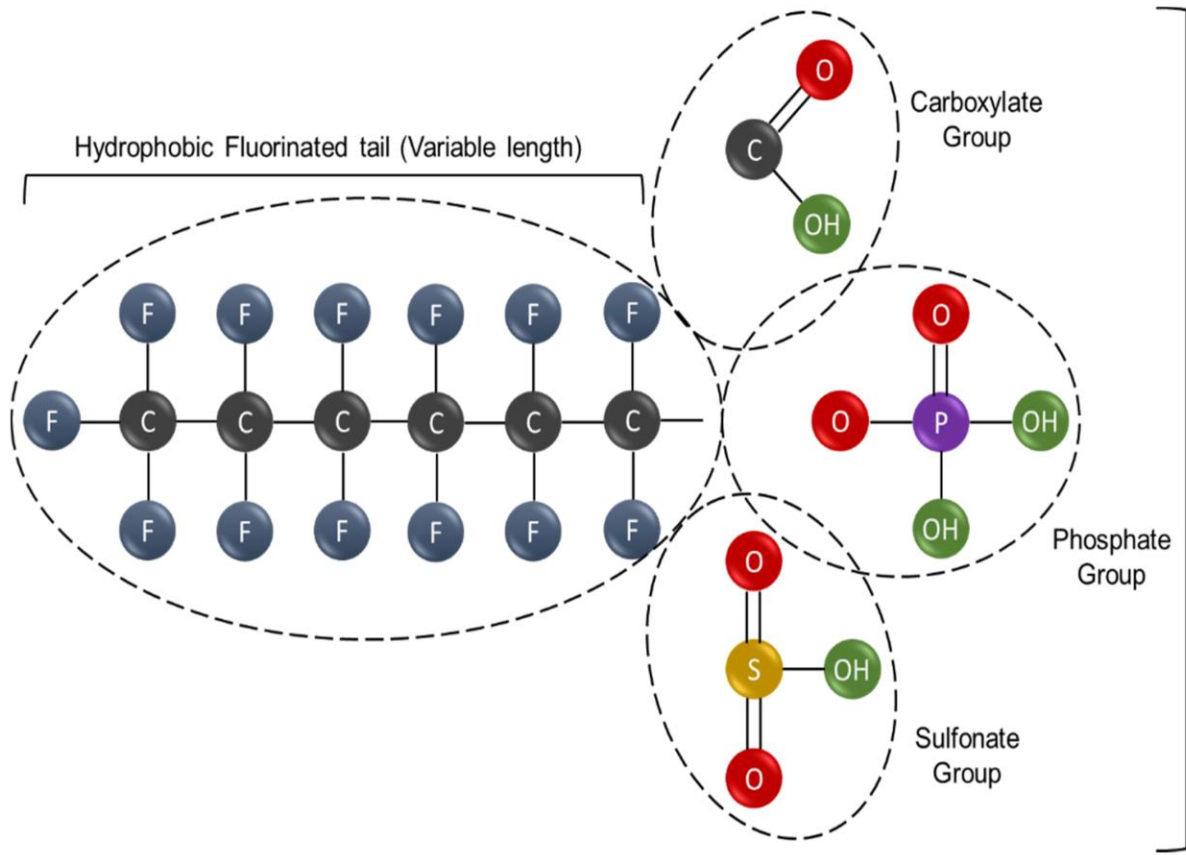 O
Carboxylate
Group
C
Hydrophobic Fluorinated tail (Variable length)
OH
F F F F F F
O
F C C C C C C
O P OH
F F F F F F
OH
Phosphate
Group
O
S OH
Sulfonate
Group
O